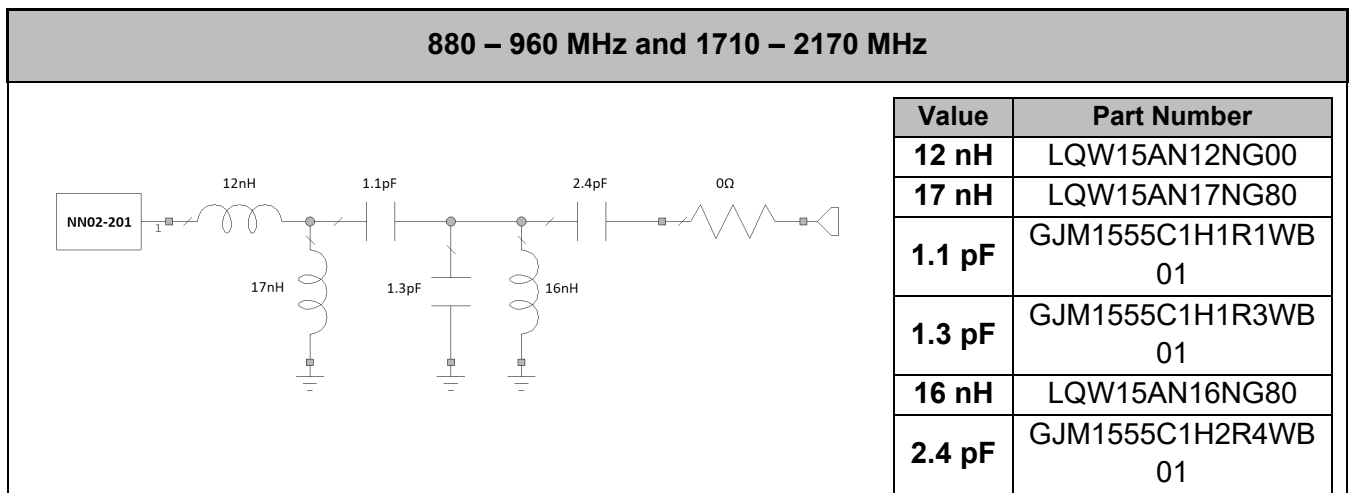 880 – 960 MHz and 1710 – 2170 MHz
12nH
1.1pF
2.4pF
0Ω
NN02-201
1
17nH
1.3pF
16nH
Value Part Number
12 nH LQW15AN12NG00
17 nH LQW15AN17NG80
1.1 pF GJM1555C1H1R1WB
01
1.3 pF GJM1555C1H1R3WB
01
16 nH LQW15AN16NG80
2.4 pF GJM1555C1H2R4WB
01